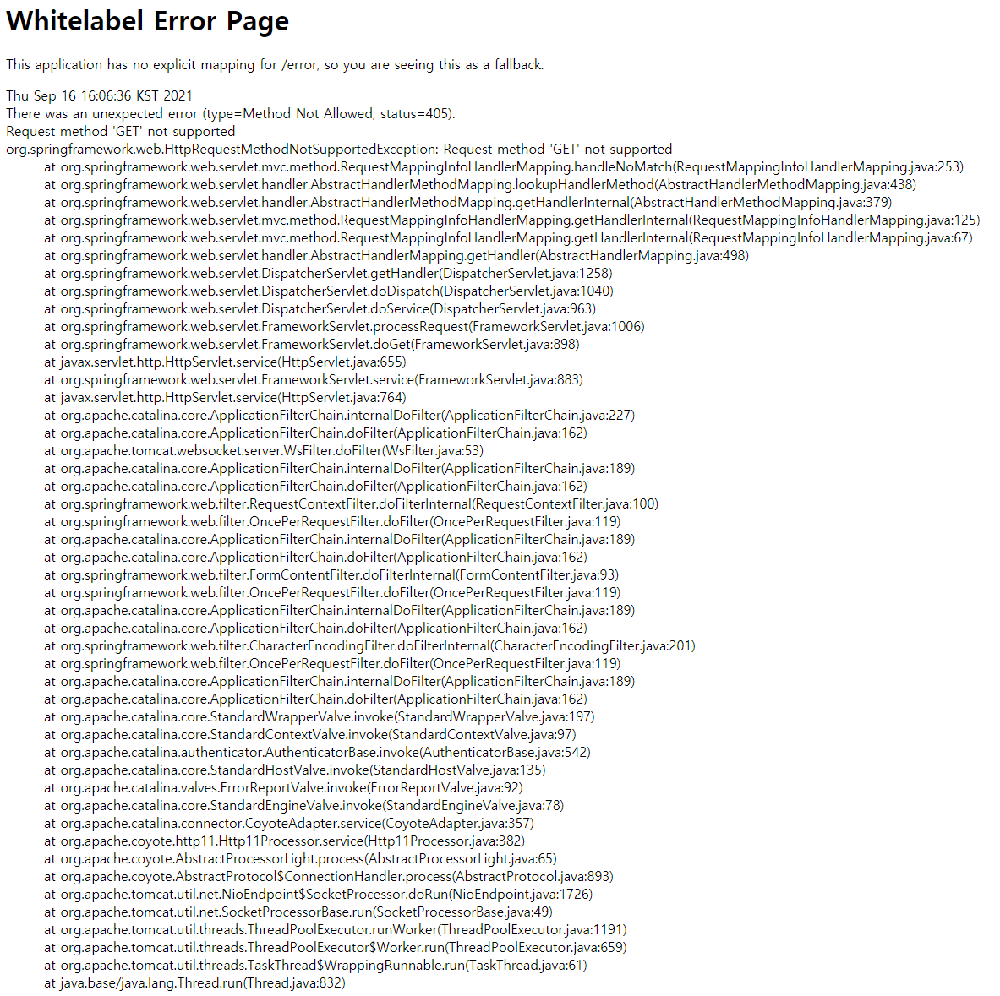 Whitelabel Error Page
This application has no explicit mapping for /error, so you are seeing this as a fallback.
Thu Sep 16 16:06:36 KST 2021
There was an unexpected error (type=Method Not Allowed, status=405).
Request method 'GET' not supported
org.springframework.web.HttpRequestMethodNotSupportedException: Request method 'GET' not supported
at org.springframework.web.servlet.mvc.method.RequestMappingInfoHandlerMapping.handleNoMatch(RequestMappingInfoHandlerMapping.java:253)
at org.springframework.web.servlet.handler.AbstractHandlerMethodMapping.lookupHandlerMethod(AbstractHandlerMethodMapping.java:438)
at org.springframework.web.servlet.handler.AbstractHandlerMethodMapping.getHandlerInternal(AbstractHandlerMethodMapping.java:379)
at org.springframework.web.servlet.mvc.method.RequestMappingInfoHandlerMapping.getHandlerInternal(RequestMappingInfoHandlerMapping.java:125)
at org.springframework.web.servlet.mvc.method.RequestMappingInfoHandlerMapping.getHandlerInternal(RequestMappingInfoHandlerMapping.java:67)
at org.springframework.web.servlet.handler.AbstractHandlerMapping.getHandler(AbstractHandlerMapping.java:498)
at org.springframework.web.servlet.DispatcherServlet.getHandler(DispatcherServlet.java:1258)
at org.springframework.web.servlet.DispatcherServlet.doDispatch(DispatcherServlet.java:1040)
at org.springframework.web.servlet.DispatcherServlet.doService(DispatcherServlet.java:963)
at org.springframework.web.servlet.FrameworkServlet.processRequest(FrameworkServlet.java:1006)
at org.springframework.web.servlet.FrameworkServlet.doGet(FrameworkServlet.java:898)
at javax.servlet.http.HttpServlet.service(HttpServlet.java:655)
at org.springframework.web.servlet.FrameworkServlet.service(FrameworkServlet.java:883)
at javax.servlet.http.HttpServlet.service(HttpServlet.java:764)
at org.apache.catalina.core.ApplicationFilterChain.internalDoFilter(ApplicationFilterChain.java:227)
at org.apache.catalina.core.ApplicationFilterChain.doFilter(ApplicationFilterChain.java:162)
at org.apache.tomcat.websocket.server.WsFilter.doFilter(WsFilter.java:53)
at org.apache.catalina.core.ApplicationFilterChain.internalDoFilter(ApplicationFilterChain.java:189)
at org.apache.catalina.core.ApplicationFilterChain.doFilter(ApplicationFilterChain.java:162)
at org.springframework.web.filter.RequestContextFilter.doFilterInternal(RequestContextFilter.java:100)
at org.springframework.web.filter.OncePerRequestFilter.doFilter(OncePerRequestFilter.java:119)
at org.apache.catalina.core.ApplicationFilterChain.internalDoFilter(ApplicationFilterChain.java:189)
at org.apache.catalina.core.ApplicationFilterChain.doFilter(ApplicationFilterChain.java:162)
at org.springframework.web.filter.FormContentFilter.doFilterInternal(FormContentFilter.java:93)
at org.springframework.web.filter.OncePerRequestFilter.doFilter(OncePerRequestFilter.java:119)
at org.apache.catalina.core.ApplicationFilterChain.internalDoFilter(ApplicationFilterChain.java:189)
at org.apache.catalina.core.ApplicationFilterChain.doFilter(ApplicationFilterChain.java:162)
at org.springframework.web.filter.CharacterEncodingFilter.doFilterInternal(CharacterEncodingFilter.java:201)
at org.springframework.web.filter.OncePerRequestFilter.doFilter(OncePerRequestFilter.java:119)
at org.apache.catalina.core.ApplicationFilterChain.internalDoFilter(ApplicationFilterChain.java:189)
at org.apache.catalina.core.ApplicationFilterChain.doFilter(ApplicationFilterChain.java:162)
at org.apache.catalina.core.StandardWrapperValve.invoke(StandardWrapperValve.java:197)
at org.apache.catalina.core.StandardContextValve.invoke(StandardContextValve.java:97)
at org.apache.catalina.authenticator.AuthenticatorBase.invoke(AuthenticatorBase.java:542)
at org.apache.catalina.core.StandardHostValve.invoke(StandardHostValve.java:135)
at org.apache.catalina.valves.ErrorReportValve.invoke(ErrorReportValve.java:92)
at org.apache.catalina.core.StandardEngineValve.invoke(StandardEngineValve.java:78)
at org.apache.catalina.connector.CoyoteAdapter.service(CoyoteAdapter.java:357)
at org.apache.coyote.http11.Http11Processor.service(Http11Processor.java:382)
at org.apache.coyote.AbstractProcessorLight.process(AbstractProcessorLight.java:65)
at org.apache.coyote.AbstractProtocol$ConnectionHandler.process(AbstractProtocol.java:893)
at org.apache.tomcat.util.net.NioEndpoint$SocketProcessor.doRun(NioEndpoint.java:1726)
at org.apache.tomcat.util.net.SocketProcessorBase.run(SocketProcessorBase.java:49)
at org.apache.tomcat.util.threads.ThreadPoolExecutor.runWorker(ThreadPoolExecutor.java:1191)
at org.apache.tomcat.util.threads.ThreadPoolExecutor$Worker.run(ThreadPoolExecutor.java:659)
at org.apache.tomcat.util.threads.TaskThread$WrappingRunnable.run(TaskThread.java:61)
at java.base/java.lang.Thread.run(Thread.java:832)